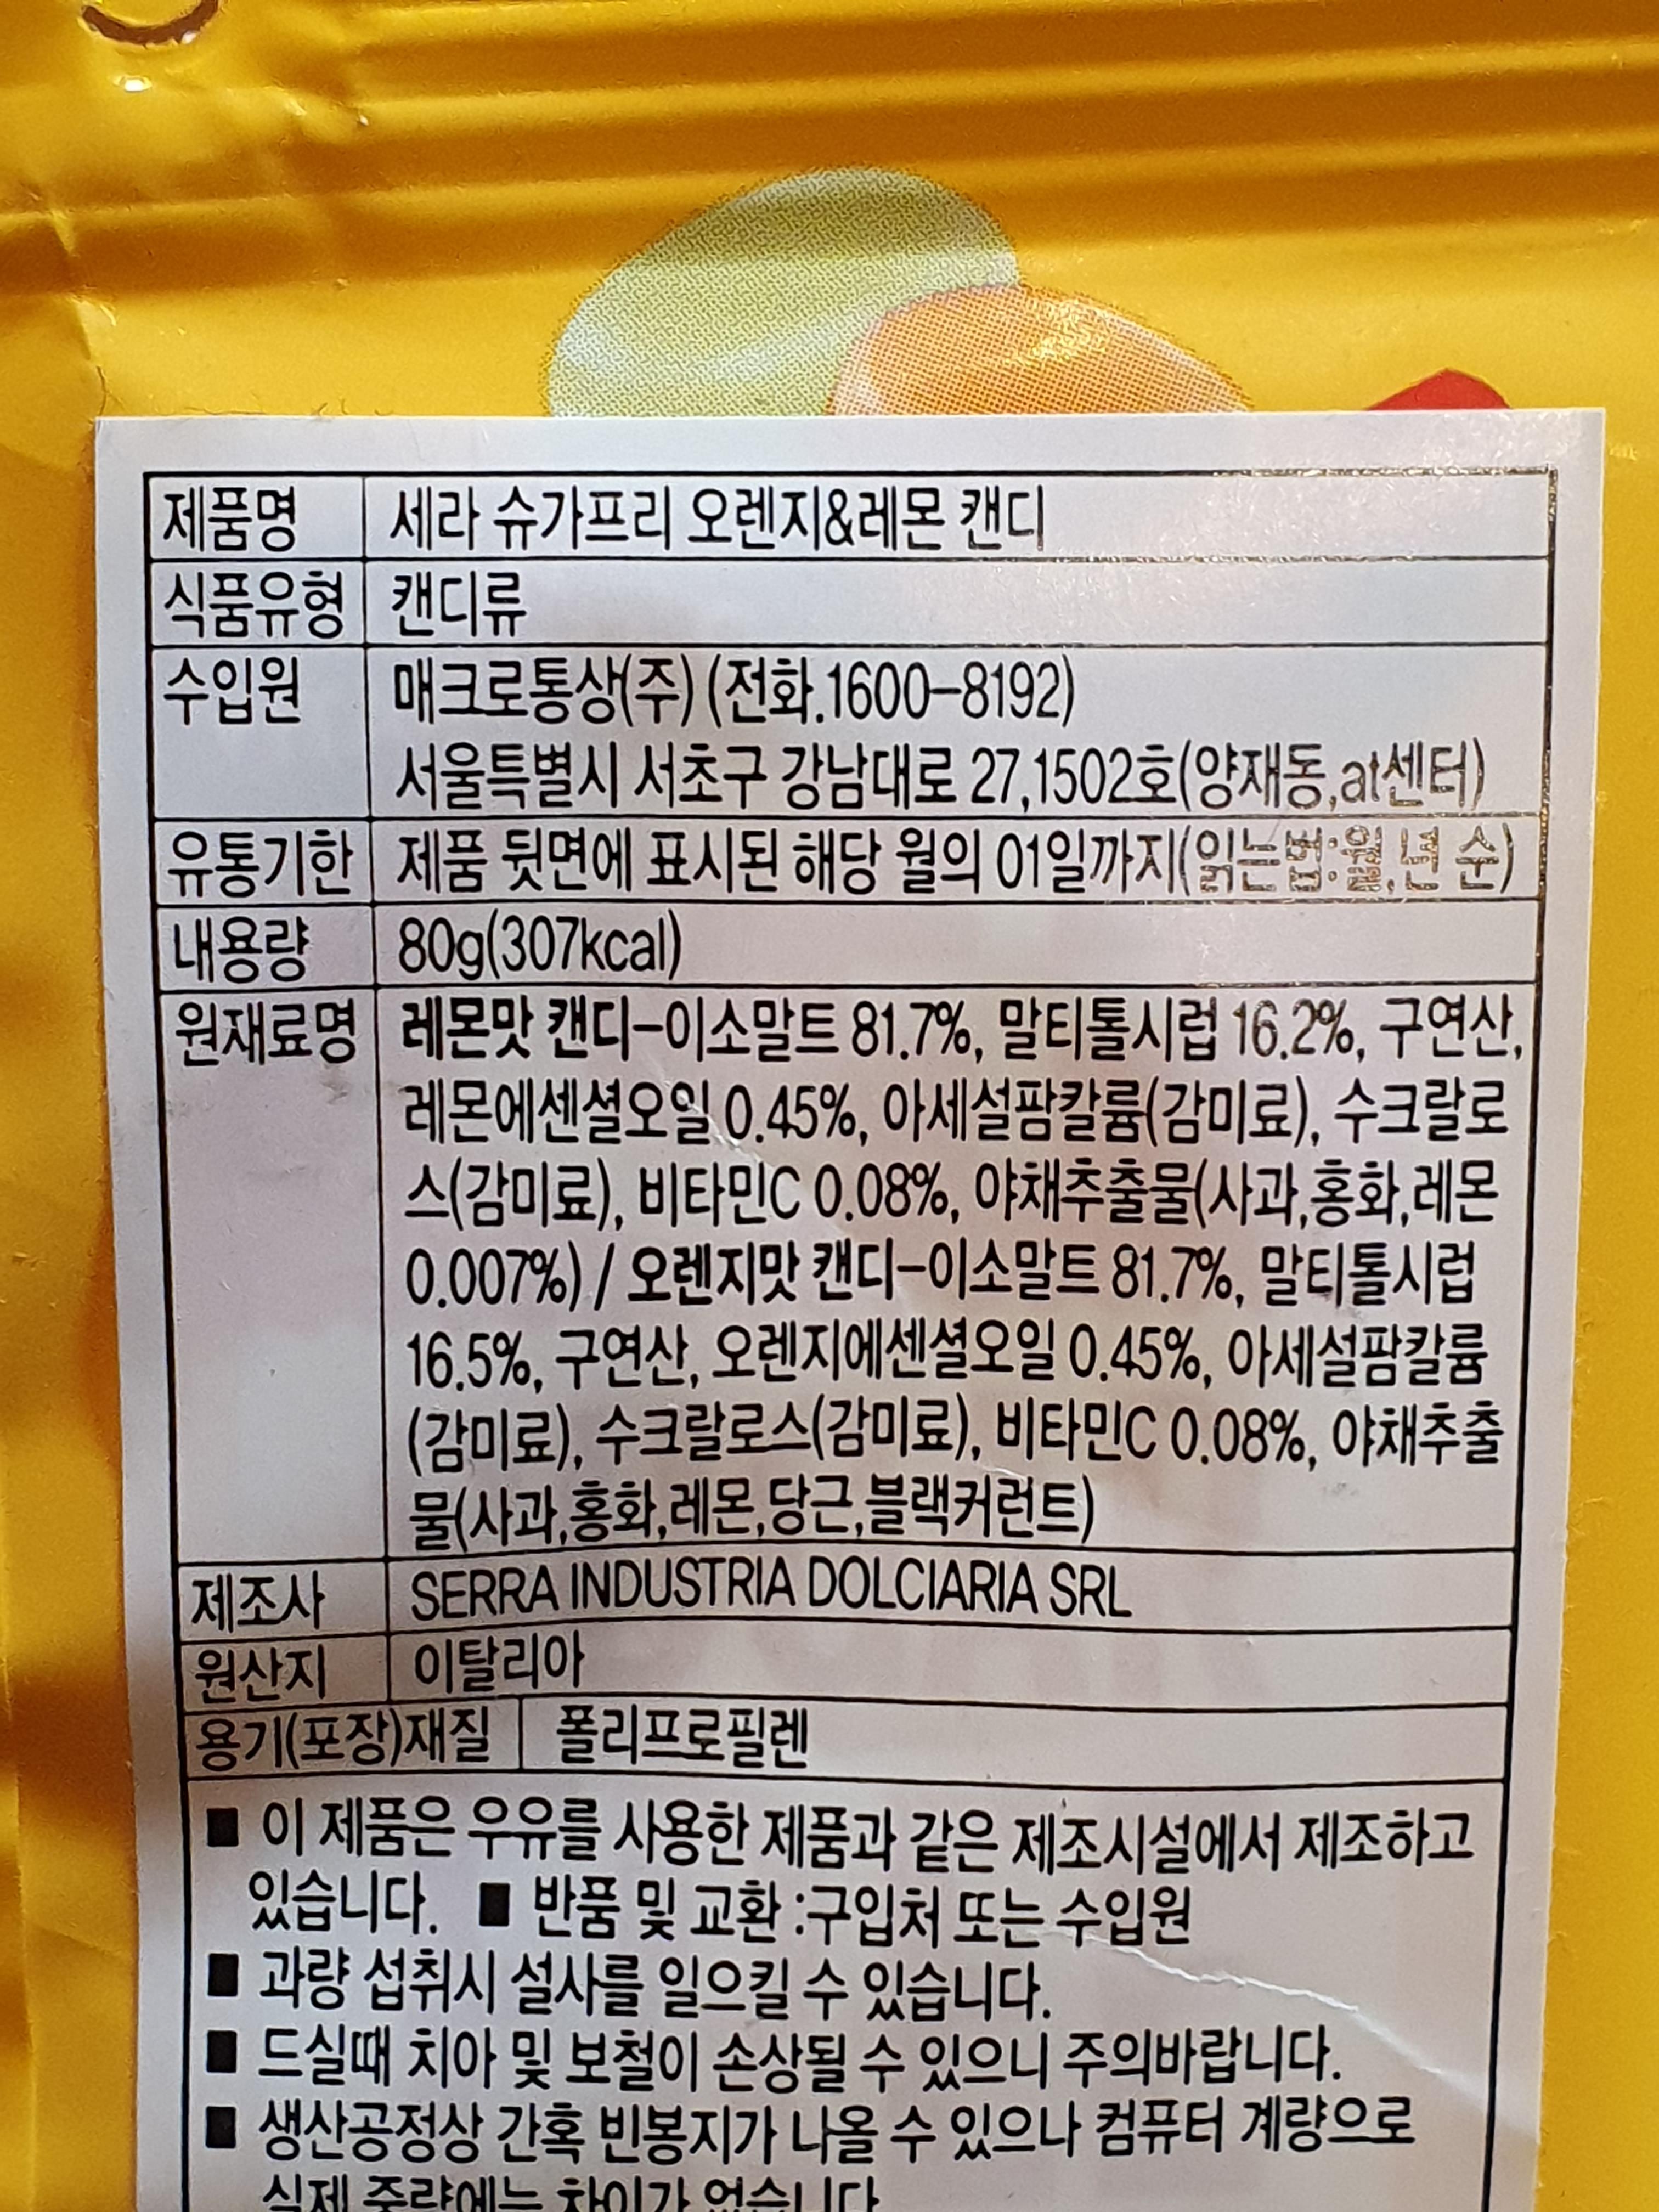 제품명 세라 슈가프리 오렌지&레몬 캔디
식품유형 캔디류
수입원 매크로통상(주) (전화.1600-8192)
서울특별시 서초구 강남대로 27,1502호(양재동,at센터)
유통기한 제품 뒷면에 표시된 해당 월의 01일까지(읽는법:월,년 순)
내용량 80g(307kcal)
원재료명 레몬맛 캔디-이소말트 81.7%, 말티톨시럽 16.2%, 구연산,
레몬에센셜오일 0.45%, 아세설팜칼륨(감미료), 수크랄로
스(감미료), 비타민C 0.08%, 야채추출물(사과,홍화,레몬
0.007%) / 오렌지맛 캔디-이소말트 81.7%, 말티톨시럽
16.5%, 구연산, 오렌지에센셜오일 0.45%, 아세설팜칼륨
(감미료), 수크랄로스(감미료), 비타민C 0.08%, 야채추출
물(사과,홍화,레몬,당근,블랙커런트)
제조사 SERRA INDUSTRIA DOLCIARIA SRL
원산지 이탈리아
용기(포장)재질 폴리프로필렌
■ 이 제품은 우유를 사용한 제품과 같은 제조시설에서 제조하고
있습니다. ■ 반품 및 교환 :구입처 또는 수입원
■ 과량 섭취시 설사를 일으킬 수 있습니다.
■ 드실때 치아 및 보철이 손상될 수 있으니 주의바랍니다.
■ 생산공정상 간혹 빈봉지가 나올 수 있으나 컴퓨터 계량으로
실제 중량에는 차이가 없습니다